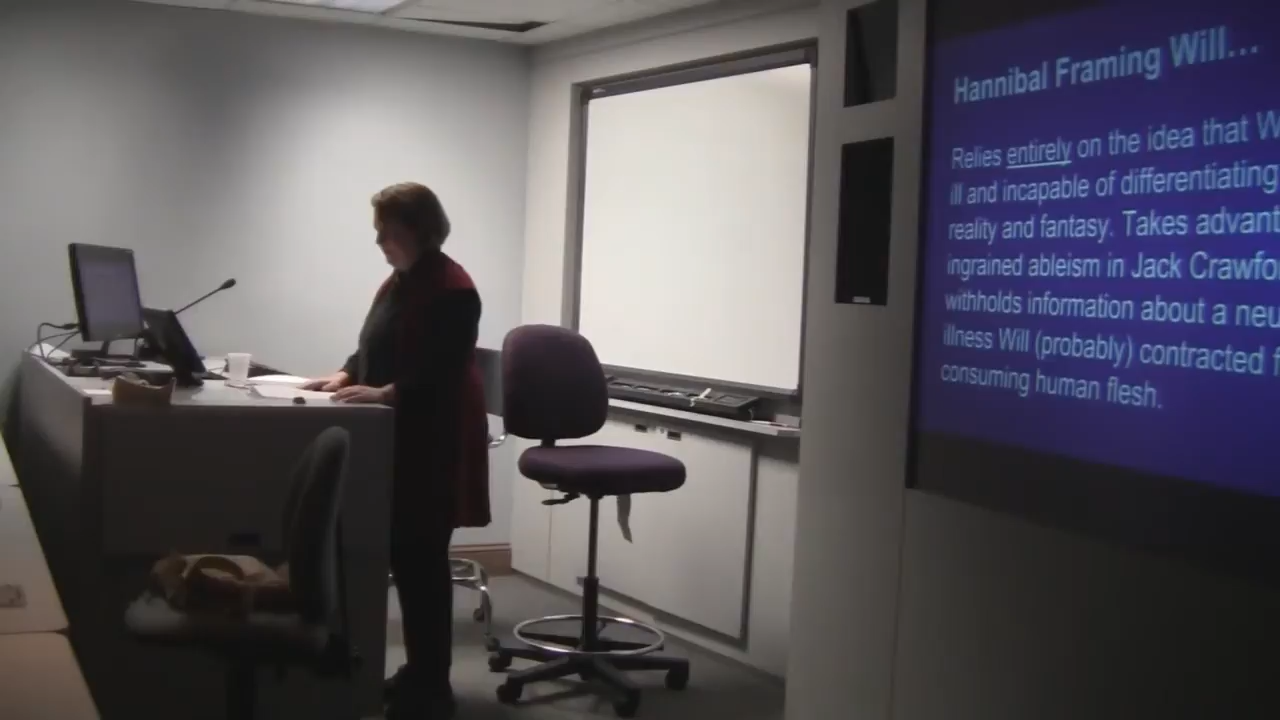 Hannibal Framing Will...
Relies entirely on the idea that W
ill and incapable of differentiating
reality and fantasy. Takes advant
ingrained ableism in Jack Crawfo
withholds information about a neu
illness Will (probably) contracted f
consuming human flesh.